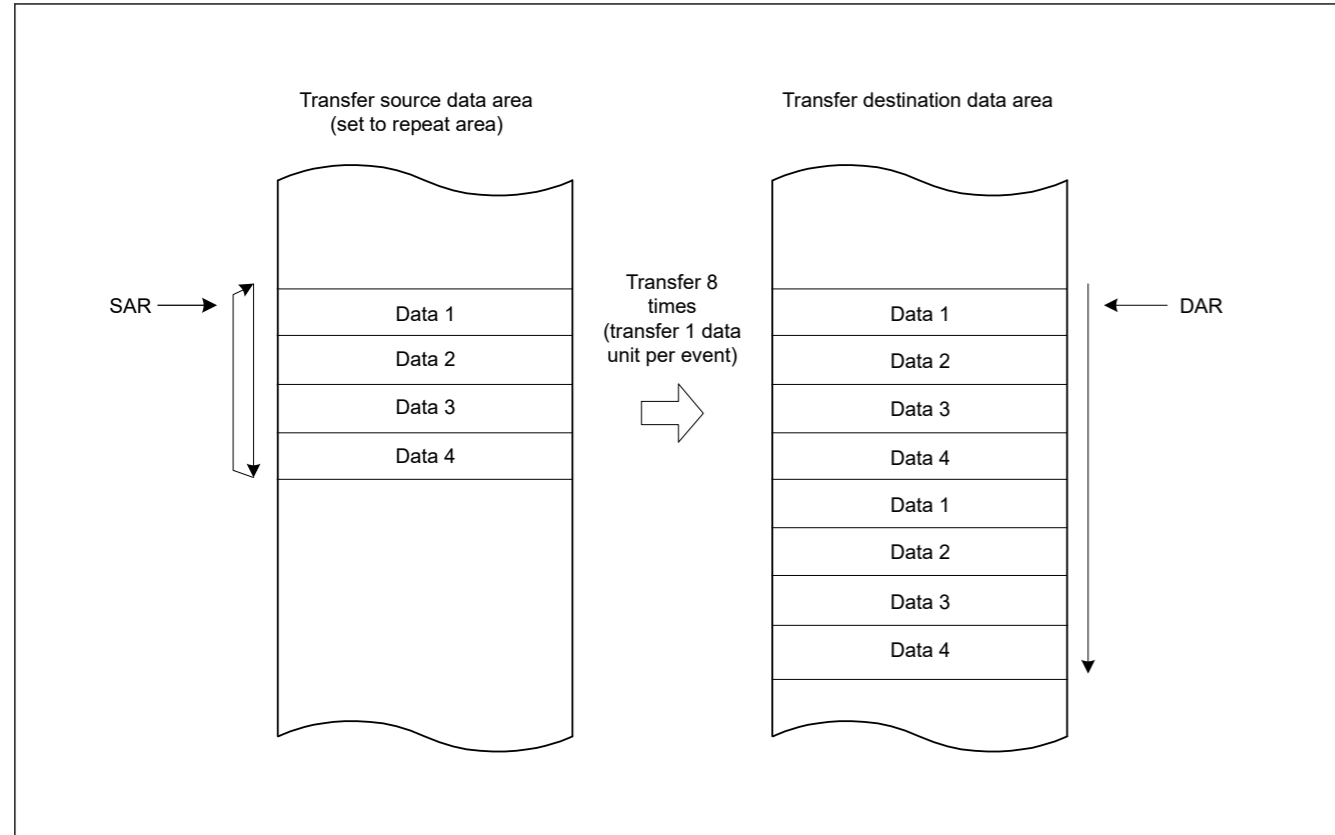 Transfer source data area
(set to repeat area)
Transfer destination data area
SAR
Data 1
Data 2
Data 3
Data 4
Transfer 8
times
(transfer 1 data
unit per event)
Data 1
Data 2
Data 3
Data 4
Data 1
Data 2
Data 3
Data 4
DAR